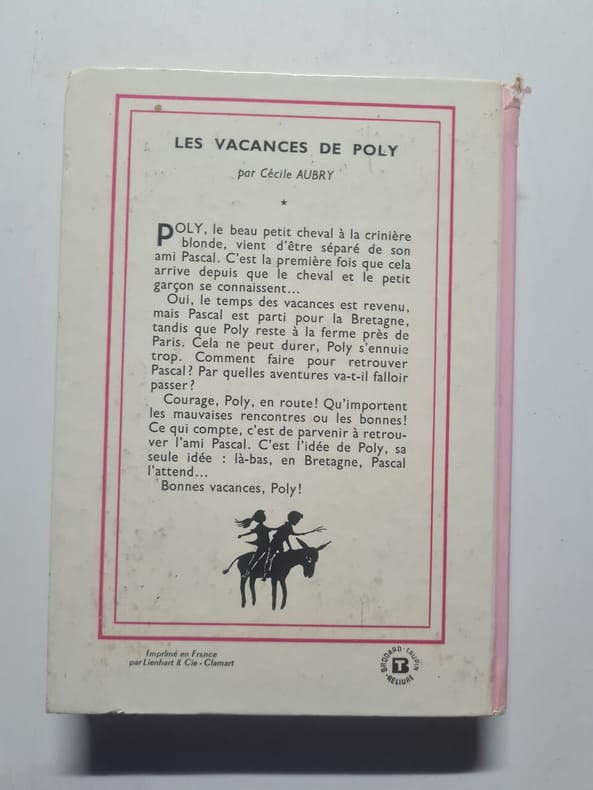 LES VACANCES DE POLY
par Cécile AUBRY
★
POLY, le beau petit cheval à la crinière
blonde, vient d'être séparé de son
ami Pascal. C'est la première fois que cela
arrive depuis que le cheval et le petit
garçon se connaissent...
Oui, le temps des vacances est revenu,
mais Pascal est parti pour la Bretagne,
tandis que Poly reste à la ferme près de
Paris. Cela ne peut durer, Poly s'ennuie
trop. Comment faire pour retrouver
Pascal? Par quelles aventures va-t-il falloir
passer?
Courage, Poly, en route! Qu'importent
les mauvaises rencontres ou les bonnes!
Ce qui compte, c'est de parvenir à retrou-
ver l'ami Pascal. C'est l'idée de Poly, sa
seule idée : là-bas, en Bretagne, Pascal
l'attend...
Bonnes vacances, Poly!
Imprimé en France
par Lienhart & Cie - Clamart
BRODARD-TAUPIN
B
RELIURE